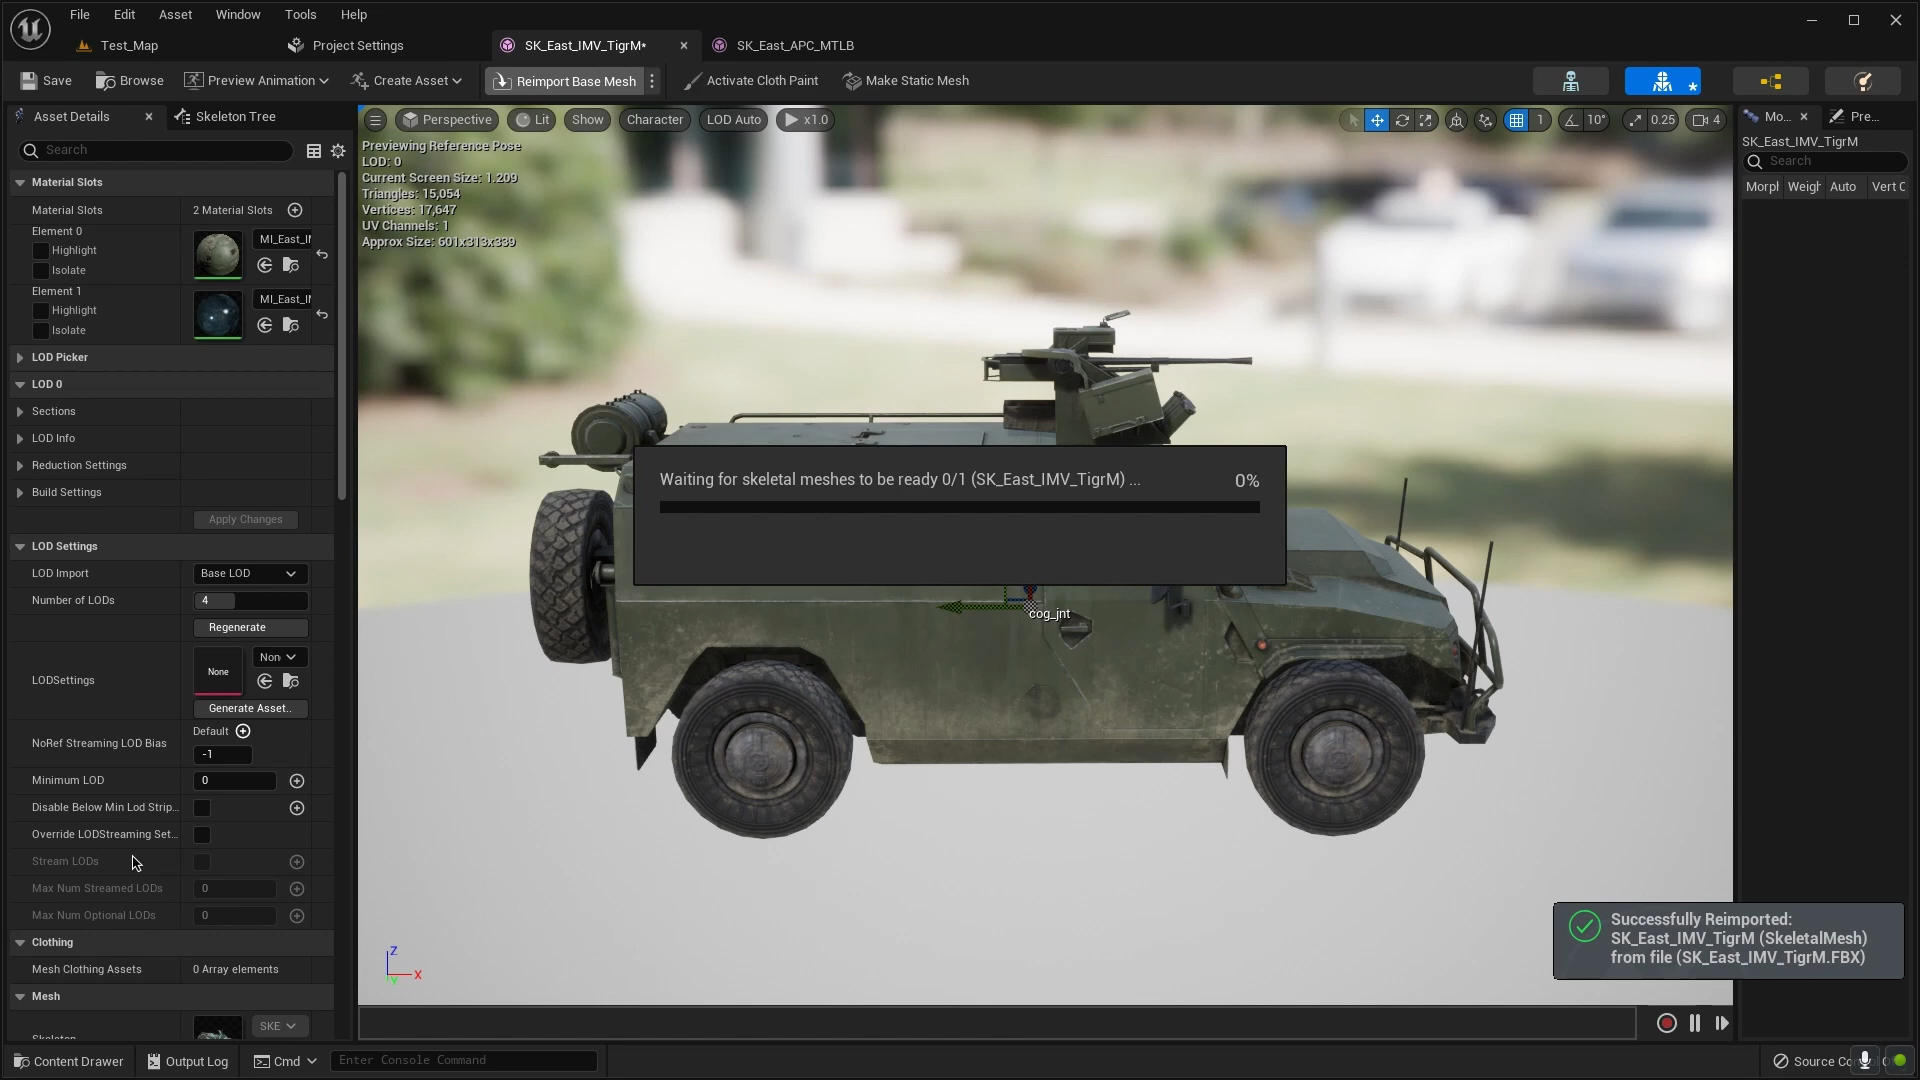 File Edit Asset Window Tools Help
Test_Map Project Settings SK_East_IMV_TigrM* SK_East_APC_MTLB
Save Browse Preview Animation Create Asset Reimport Base Mesh Activate Cloth Paint Make Static Mesh
Asset Details Skeleton Tree
Search
Material Slots
Material Slots 2 Material Slots
Element 0
Highlight
Isolate
MI_East_I
Element 1
Highlight
Isolate
MI_East_I
LOD Picker
LOD 0
Sections
LOD Info
Reduction Settings
Build Settings
Apply Changes
LOD Settings
LOD Import Base LOD
Number of LODs 4
Regenerate
LODSettings None Non
Generate Asset..
NoRef Streaming LOD Bias Default
-1
Minimum LOD 0
Disable Below Min Lod Strip...
Override LODStreaming Set...
Stream LODs
Max Num Streamed LODs 0
Max Num Optional LODs 0
Clothing
Mesh Clothing Assets 0 Array elements
Mesh
Skeleton SKE
Perspective Lit Show Character LOD Auto x1.0
1 10° 0.25 4
Previewing Reference Pose
LOD: 0
Current Screen Size: 1.209
Triangles: 15,054
Vertices: 17,647
UV Channels: 1
Approx Size: 601x313x339
Waiting for skeletal meshes to be ready 0/1 (SK_East_IMV_TigrM) ... 0%
cog_jnt
Z
X
Y
Mo... Pre...
SK_East_IMV_TigrM
Search
Morpl Weigh Auto Vert C
Successfully Reimported:
SK_East_IMV_TigrM (SkeletalMesh)
from file (SK_East_IMV_TigrM.FBX)
Content Drawer Output Log Cmd Enter Console Command Source Co